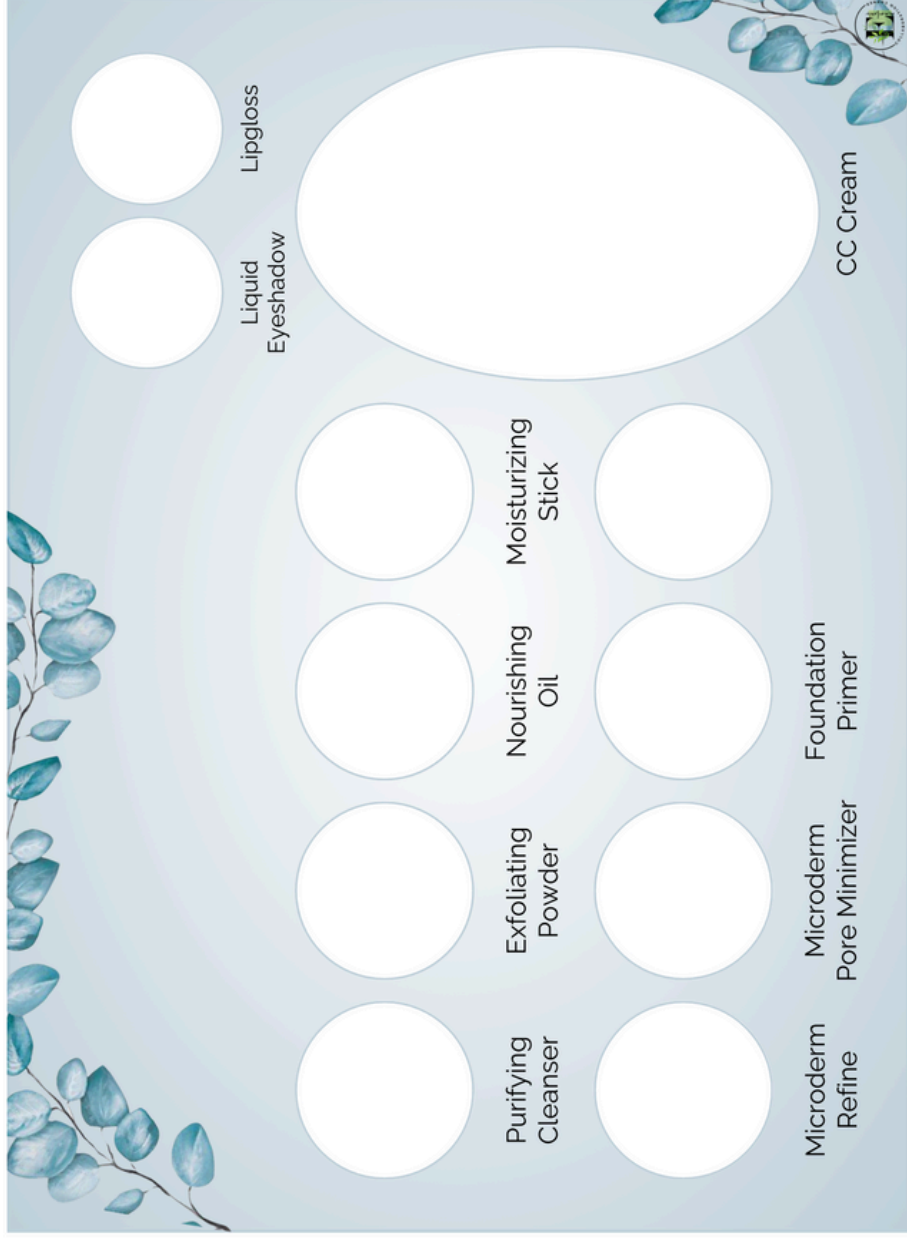 Lipgloss
Liquid
Eyeshadow
Purifying
Cleanser
Exfoliating
Powder
Nourishing
Oil
Moisturizing
Stick
CC Cream
Microderm
Refine
Microderm
Pore Minimizer
Foundation
Primer